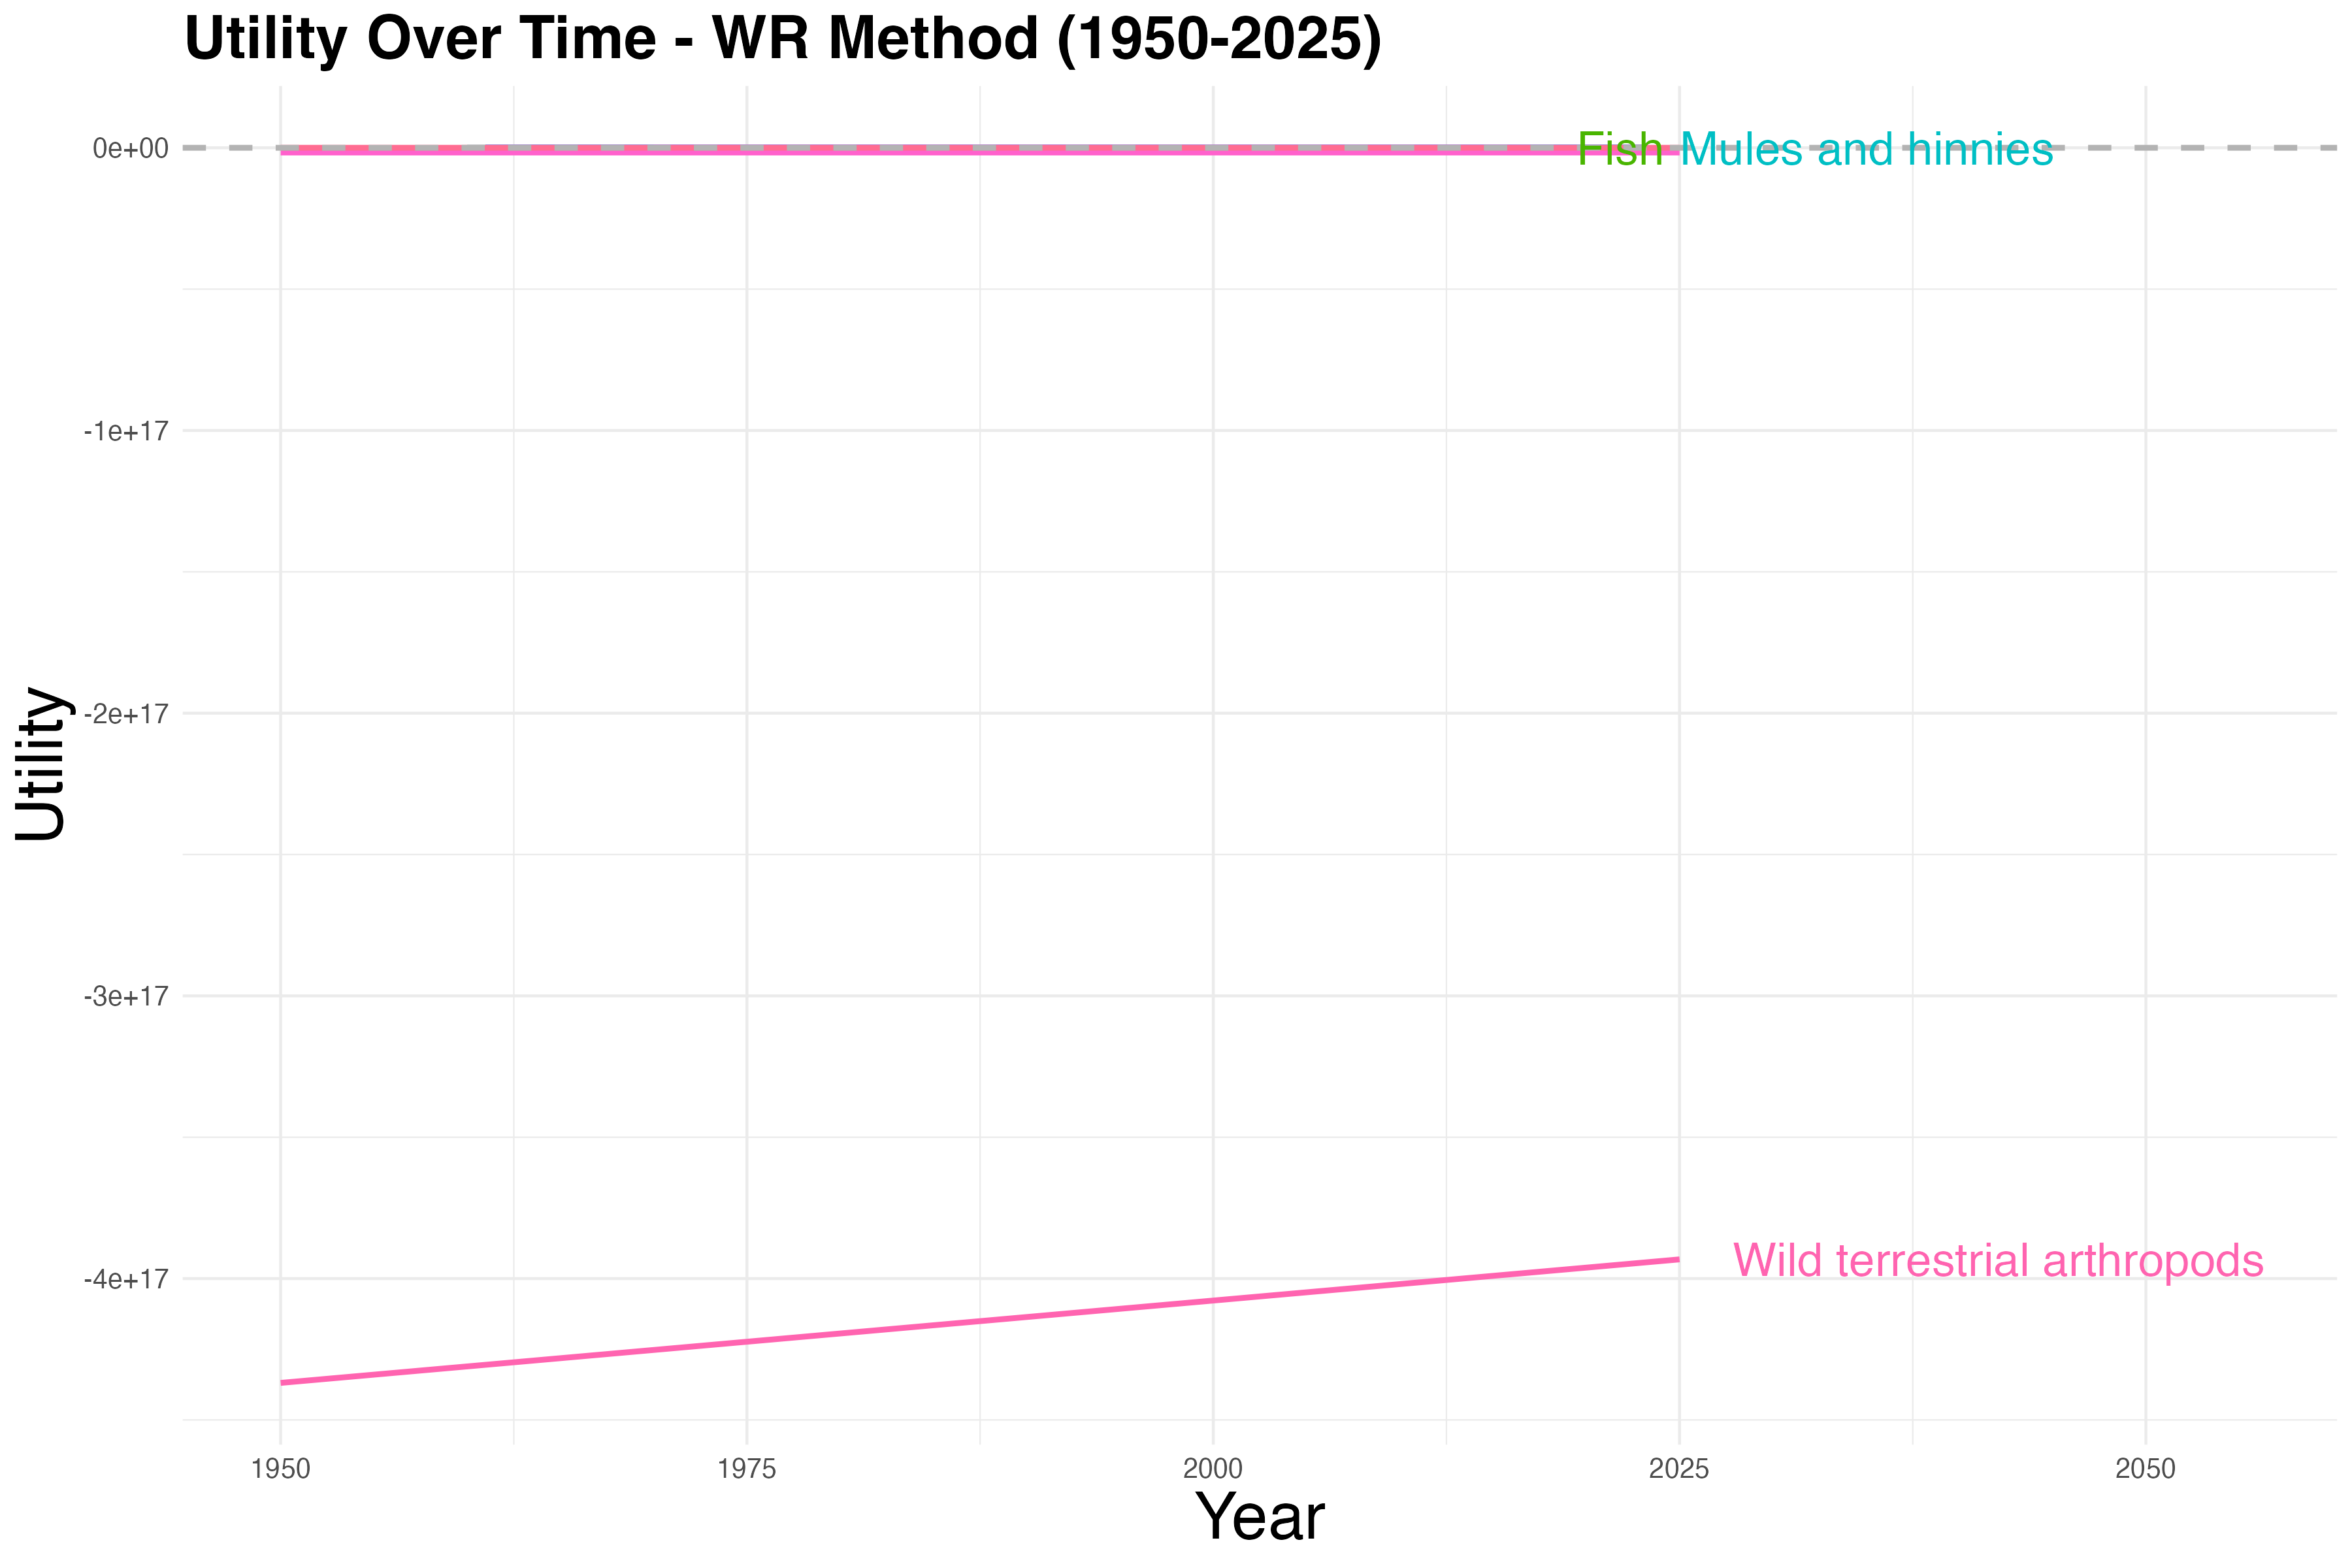 Utility Over Time - WR Method (1950-2025)
0e+00
Fish
Mules and hinnies
-1e+17
-2e+17
Utility
-3e+17
-4e+17
Wild terrestrial arthropods
1950
1975
2000
2025
2050
Year